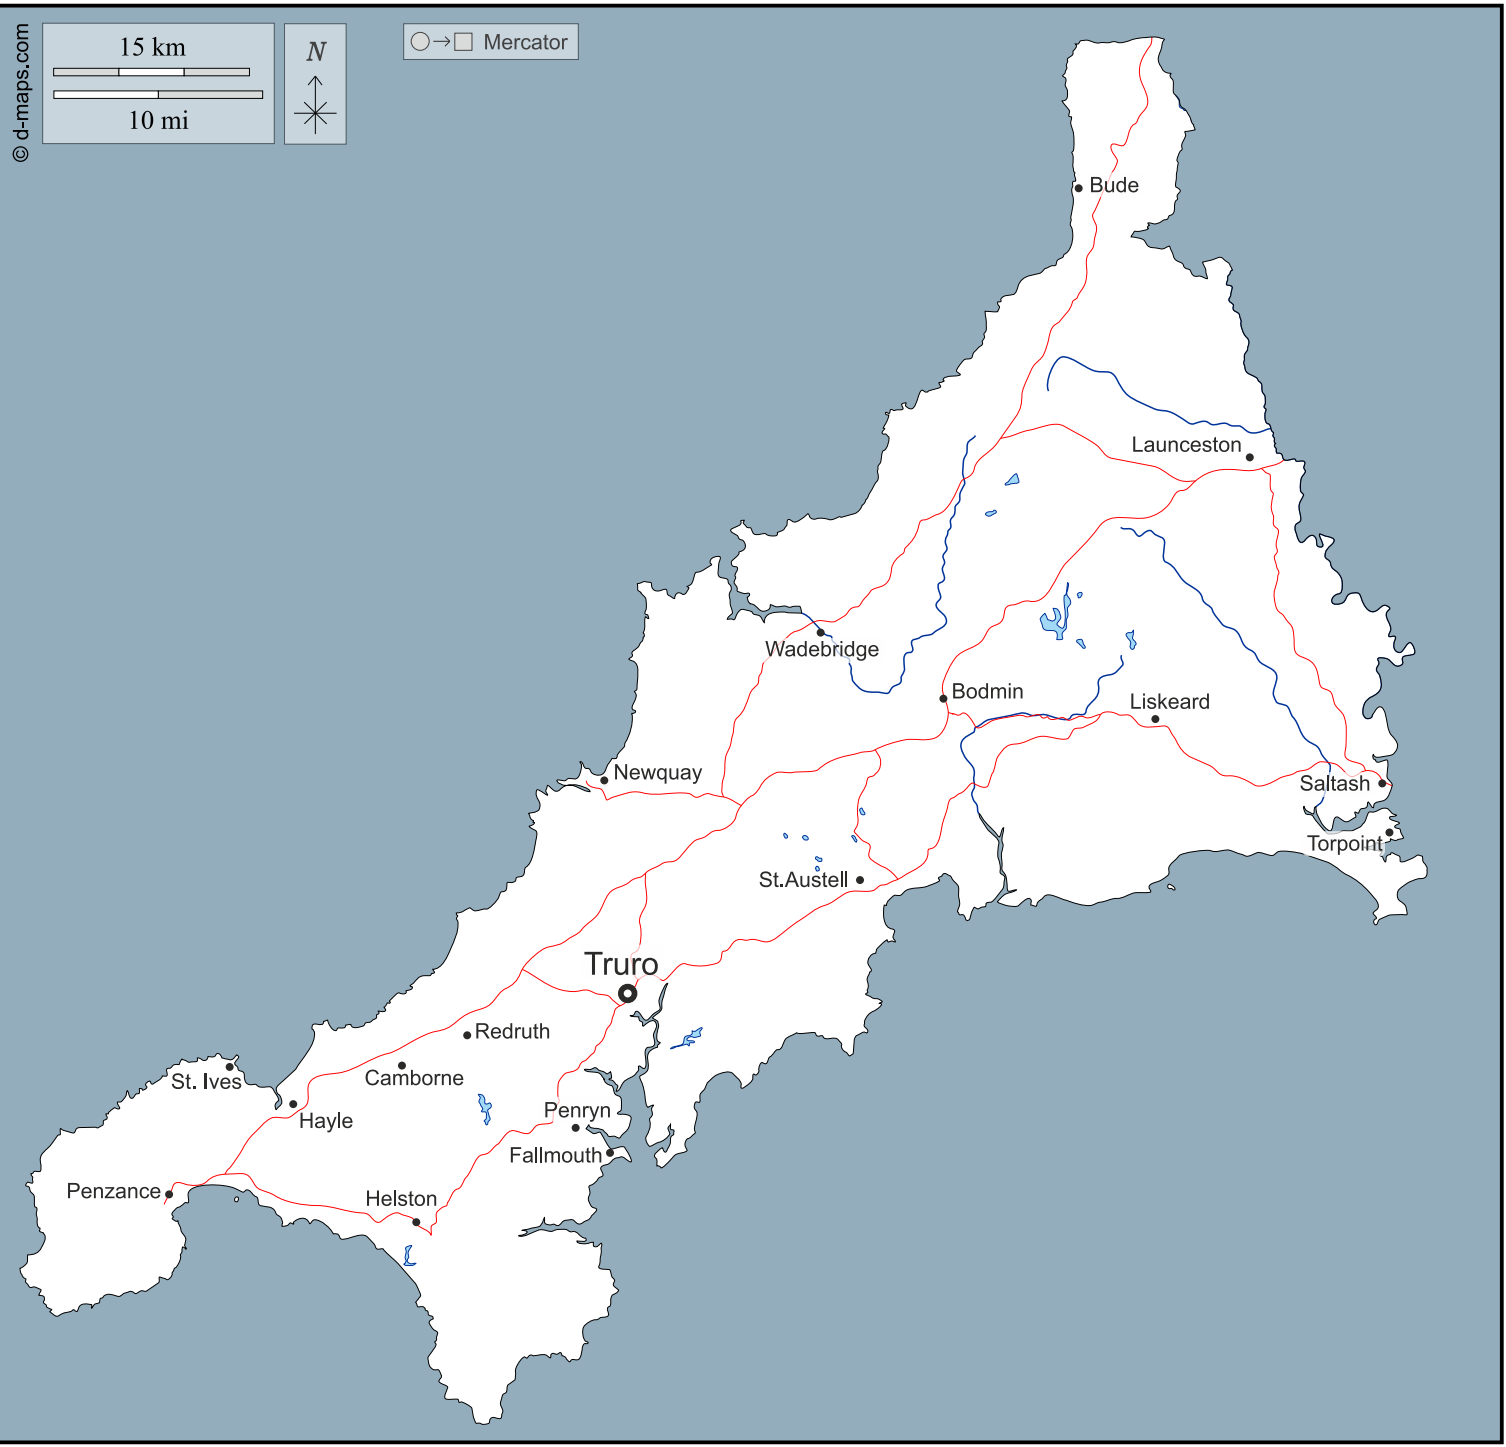 © d-maps.com
15 km
10 mi
N
Mercator
Bude
Launceston
Wadebridge
Bodmin
Liskeard
Newquay
Saltash
Torpoint
St.Austell
Truro
Redruth
St. Ives
Camborne
Hayle
Penryn
Fallmouth
Penzance
Helston